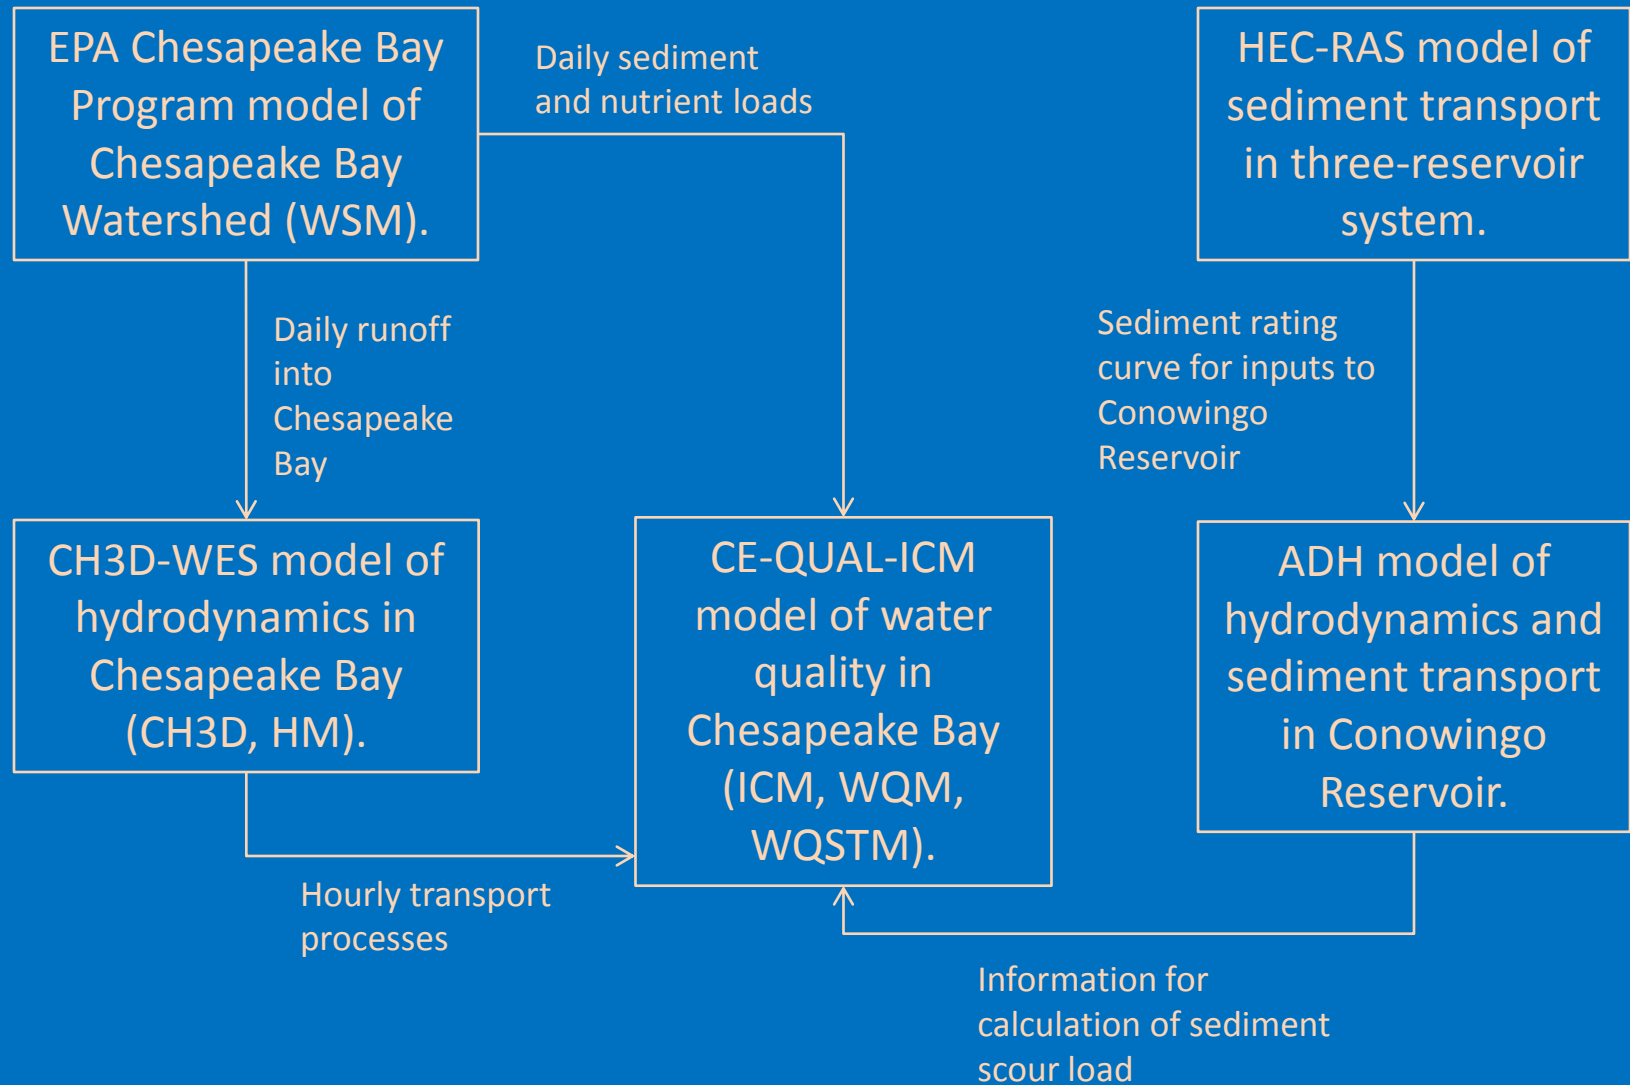 EPA Chesapeake Bay
Program model of
Chesapeake Bay
Watershed (WSM).
Daily sediment
and nutrient loads
HEC-RAS model of
sediment transport
in three-reservoir
system.
Daily runoff
into
Chesapeake
Bay
Sediment rating
curve for inputs to
Conowingo
Reservoir
CH3D-WES model of
hydrodynamics in
Chesapeake Bay
(CH3D, HM).
CE-QUAL-ICM
model of water
quality in
Chesapeake Bay
(ICM, WQM,
WQSTM).
ADH model of
hydrodynamics and
sediment transport
in Conowingo
Reservoir.
Hourly transport
processes
Information for
calculation of sediment
scour load